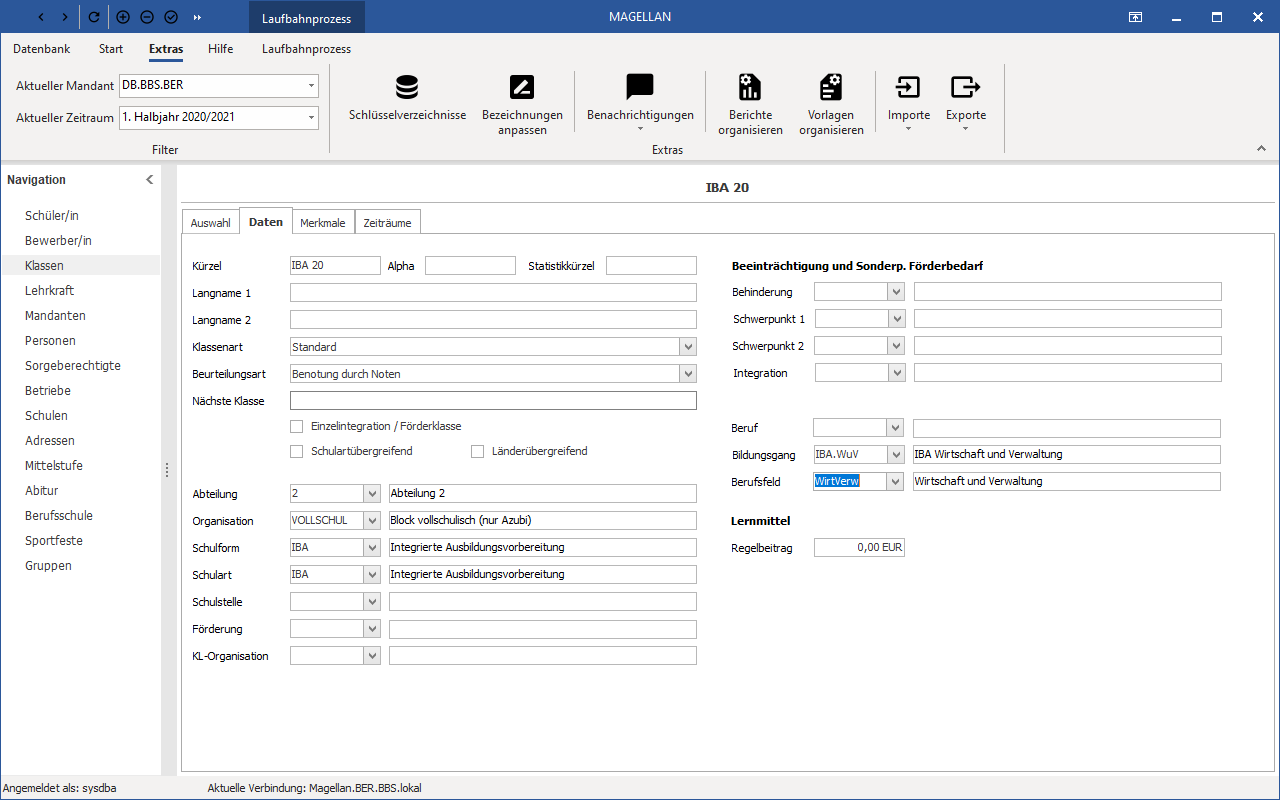 Laufbahnprozess
MAGELLAN
Datenbank Start Extras Hilfe Laufbahnprozess
Aktueller Mandant DB.BBS.BER
Aktueller Zeitraum 1. Halbjahr 2020/2021
Filter
Schlüsselverzeichnisse
Bezeichnungen
anpassen
Benachrichtigungen
Berichte
organisieren
Vorlagen
organisieren
Importe
Exporte
Extras
Navigation
Schüler/in
Bewerber/in
Klassen
Lehrkraft
Mandanten
Personen
Sorgeberechtigte
Betriebe
Schulen
Adressen
Mittelstufe
Abitur
Berufsschule
Sportfeste
Gruppen
IBA 20
Auswahl Daten Merkmale Zeiträume
Kürzel IBA 20 Alpha Statistikkürzel
Langname 1
Langname 2
Klassenart Standard
Beurteilungsart Benotung durch Noten
Nächste Klasse
Einzelintegration / Förderklasse
Schulartübergreifend Länderübergreifend
Abteilung 2 Abteilung 2
Organisation VOLLSCHUL Block vollschulisch (nur Azubi)
Schulform IBA Integrierte Ausbildungsvorbereitung
Schulart IBA Integrierte Ausbildungsvorbereitung
Schulstelle
Förderung
KL-Organisation
Beeinträchtigung und Sonderp. Förderbedarf
Behinderung
Schwerpunkt 1
Schwerpunkt 2
Integration
Beruf
Bildungsgang IBA.WuV IBA Wirtschaft und Verwaltung
Berufsfeld WirtVerw Wirtschaft und Verwaltung
Lernmittel
Regelbeitrag 0,00 EUR
Angemeldet als: sysdba Aktuelle Verbindung: Magellan.BER.BBS.lokal